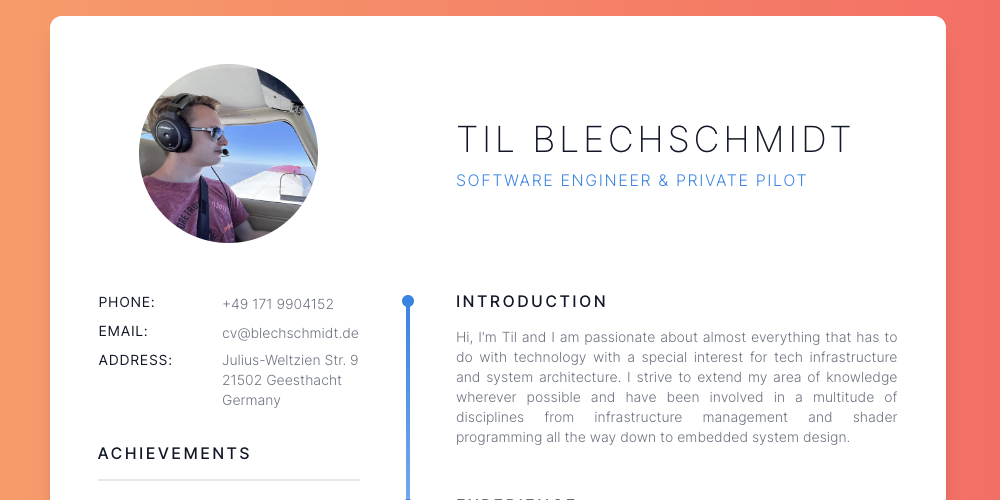 TIL BLECHSCHMIDT
SOFTWARE ENGINEER & PRIVATE PILOT
PHONE: +49 171 9904152
EMAIL: cv@blechschmidt.de
ADDRESS: Julius-Weltzien Str. 9
21502 Geesthacht
Germany
ACHIEVEMENTS
INTRODUCTION
Hi, I'm Til and I am passionate about almost everything that has to
do with technology with a special interest for tech infrastructure
and system architecture. I strive to extend my area of knowledge
wherever possible and have been involved in a multitude of
disciplines from infrastructure management and shader
programming all the way down to embedded system design.